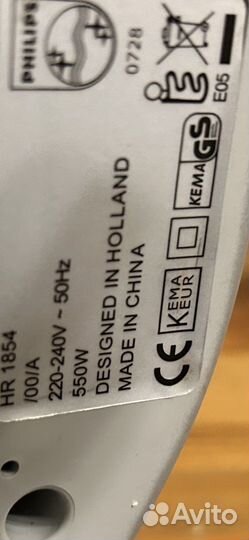 PHILIPS
0728
E05
KEMA
GS
HR 1854
/00/A
220-240V ~ 50Hz
550W
DESIGNED IN HOLLAND
MADE IN CHINA
CE
KEMA
KEUR
Avito